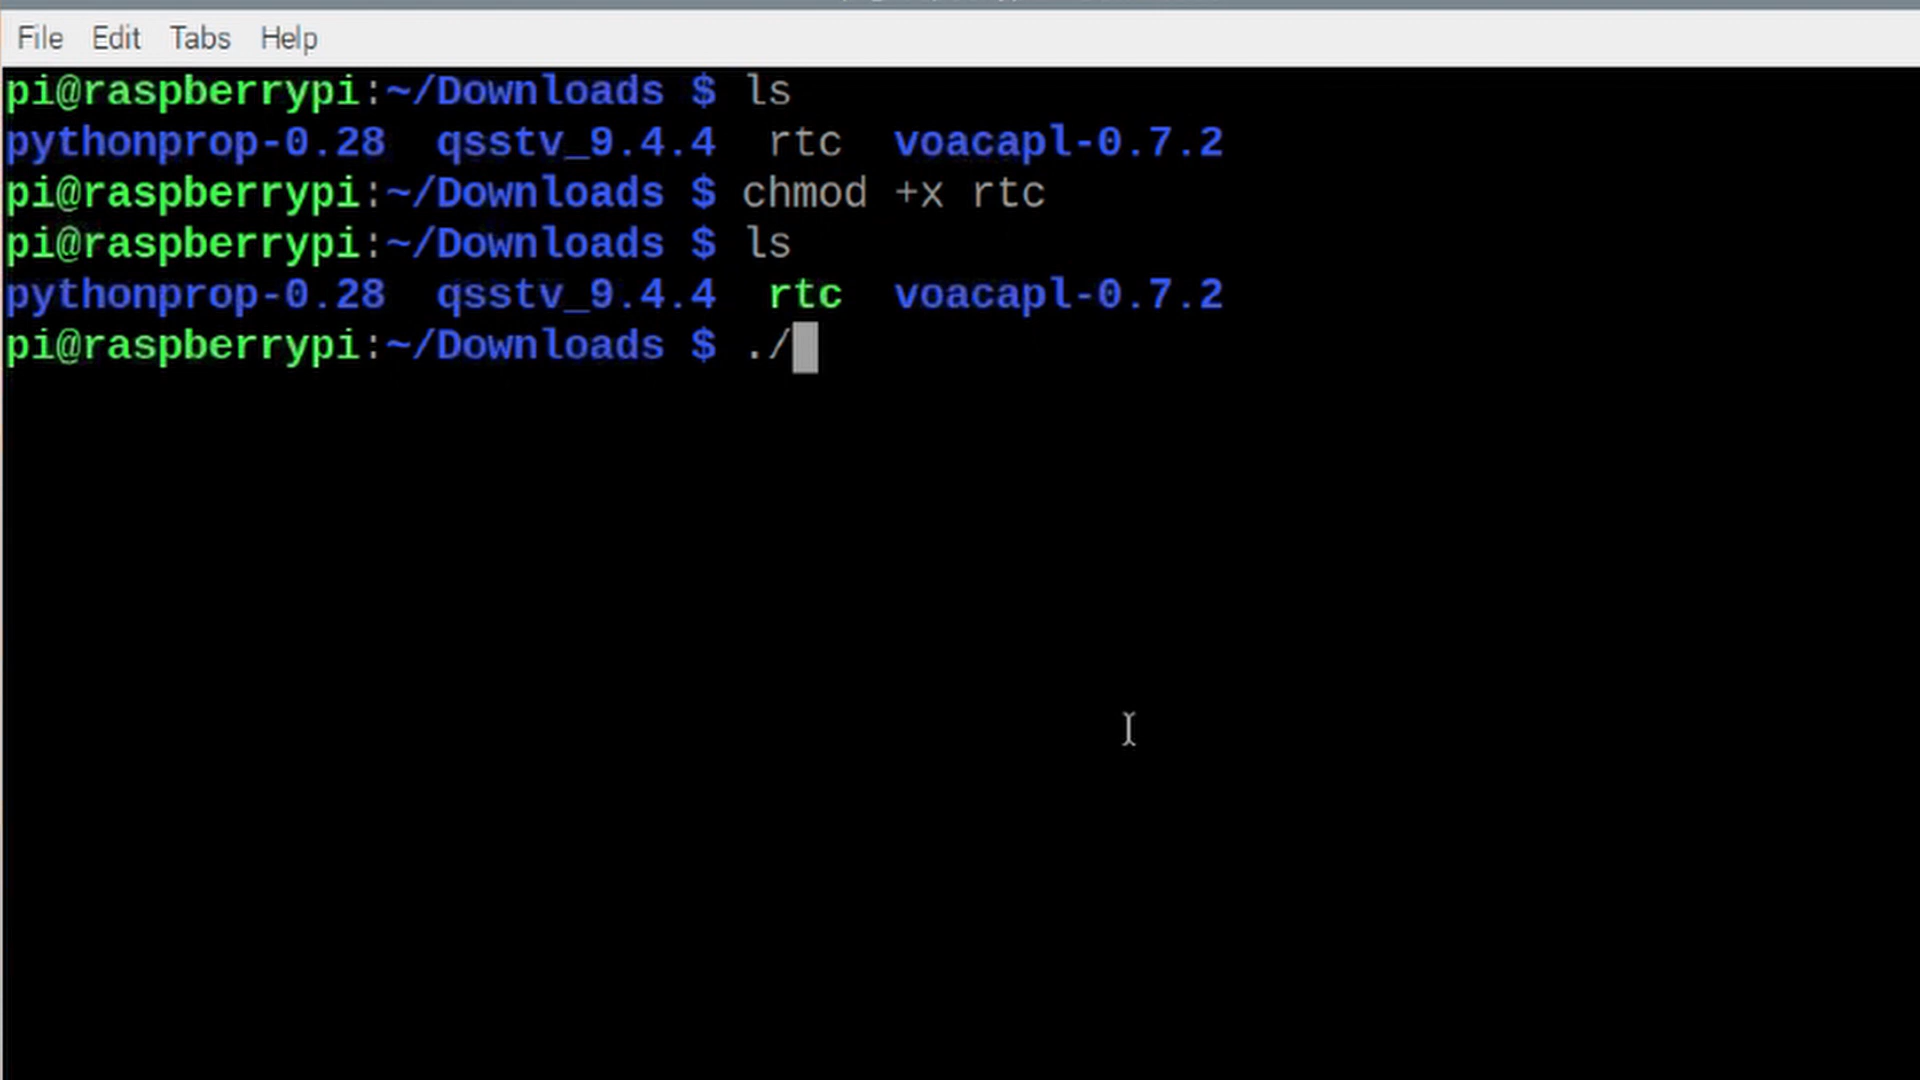 File Edit Tabs Help
pi@raspberrypi:~/Downloads $ ls
pythonprop-0.28 qsstv_9.4.4 rtc voacapl-0.7.2
pi@raspberrypi:~/Downloads $ chmod +x rtc
pi@raspberrypi:~/Downloads $ ls
pythonprop-0.28 qsstv_9.4.4 rtc voacapl-0.7.2
pi@raspberrypi:~/Downloads $ ./